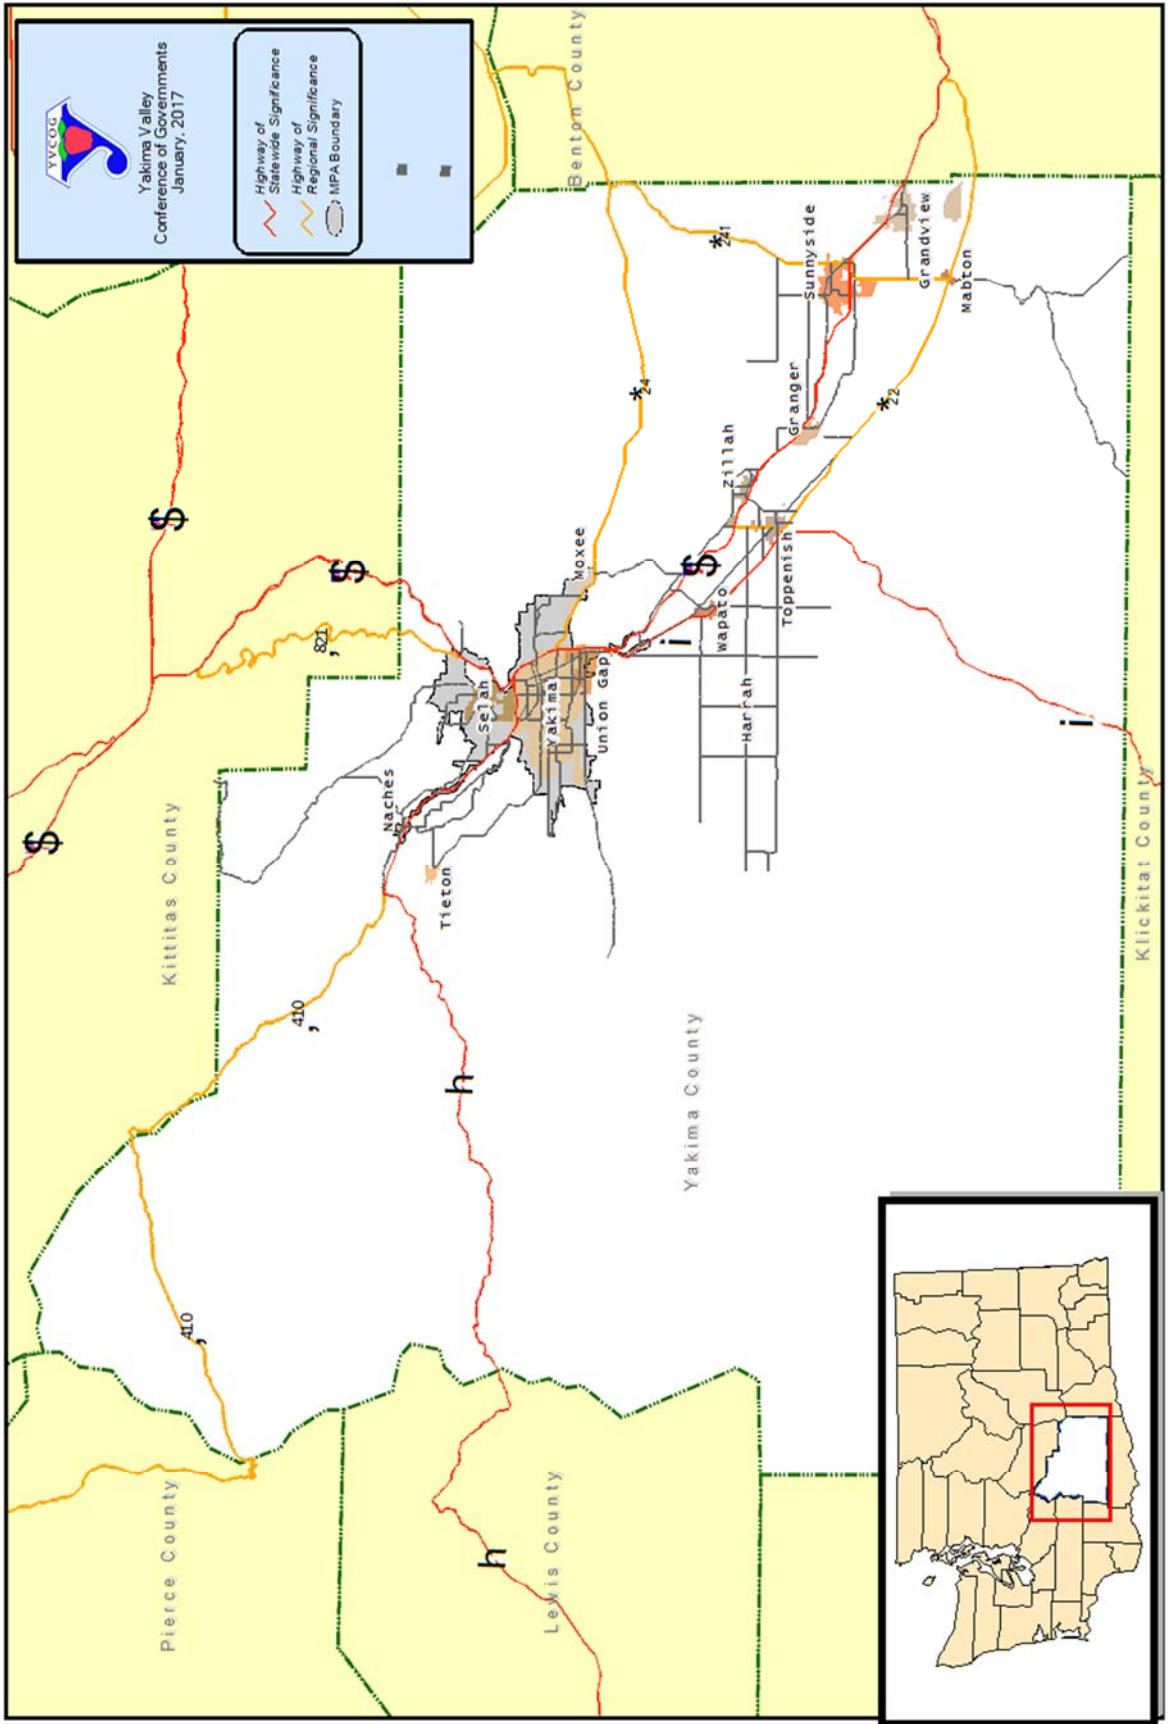 YVCOG
Yakima Valley
Conference of Governments
January, 2017
Highway of
Statewide Significance
Highway of
Regional Significance
MPA Boundary
Pierce County
Kittitas County
Benton County
Lewis County
Yakima County
Klickitat County
410
,
410
,
821
,
$
$
$
$
h
h
i
i
*
24
*
241
*
22
Naches
Tieton
Selah
Yakima
Union Gap
Moxee
Wapato
Harrah
Toppenish
Zillah
Granger
Sunnyside
Grandview
Mabton